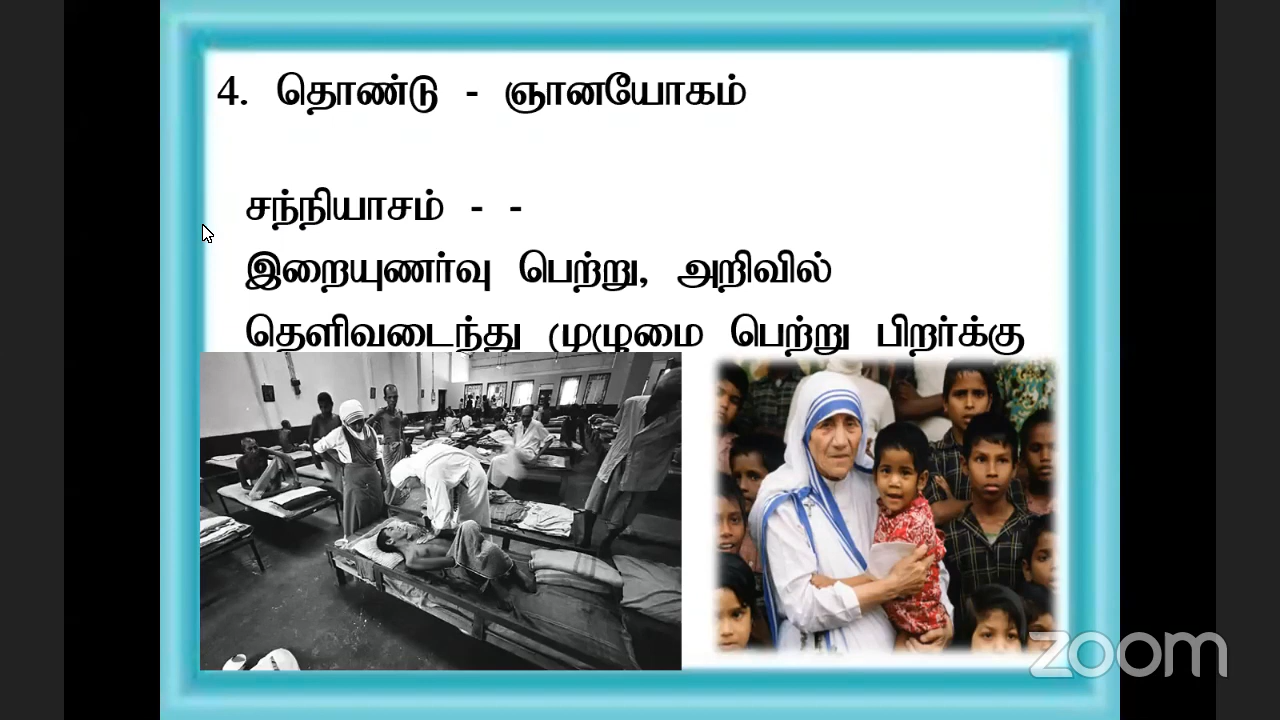 4. தொண்டு - ஞானயோகம்
சந்நியாசம் - -
இறையுணர்வு பெற்று, அறிவில்
தெளிவடைந்து முழுமை பெற்று பிறர்க்கு
zoom